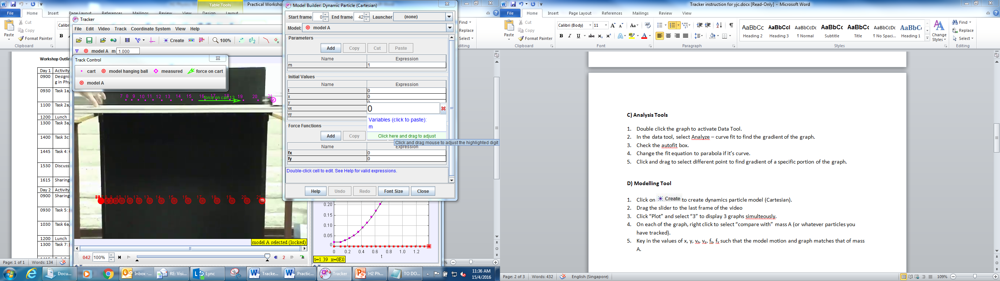 Table Tools
Practical Worksho
File
Home
Insert
Page Layout
References
Mailings
Review
View
Design
Layout
Cut
Copy
Format Painter
Paste
Clipboard
Calibr
B
Replace
Select
Editing
Workshop Outlin
Day 1 Activity
0900 Designi
g in Phy
0930 Task 1a,
1100 Task 2a,
1200 Lunch
1300 Task 3a,
1400 Task 3c:
1445 Task 4:
1530 Discuss
1615 Sharing
Day 2 Activity
0900 Sharing
0930 Task 5:
1030 Task 6a,
1200 Lunch
1300 Task 7:
Page: 1 of 1 Words: 134
Tracker
File Edit Video Track Coordinate System View Help
Create
100%
model A m 1.000
Track Control
cart model hanging ball measured force on cart
model A
7 8 9 10 11 12 13 14 15 16 17 18 19 20 21
force on cart 13
9 10 11 12 13 14 15 16 17 18 19 20 21
model A selected (locked)
042 100% 2
Model Builder: Dynamic Particle (Cartesian)
Start frame 0 End frame 42 Launcher (none)
Model: model A
Parameters
Add Copy Cut Paste
Name Expression
m 1
Initial Values
Name Expression
t 0
x 0
y 0
vx 0
vy
Variables (click to paste):
m
Click here and drag to adjust
Click and drag mouse to adjust the highlighted digit
Force Functions
Add Copy
Name Expression
fx 0
fy 0
Double-click cell to edit. See Help for valid expressions.
Help Undo Redo Font Size Close
0.20
0.15
0.10
0.05
0
0 0.2 0.4 0.6 0.8 1.0 1.2
t
t=1.39 x=0E0
Tracker instruction for yjc.docx [Read-Only] - Microsoft Word
File Home Insert Page Layout References Mailings Review View
Cut
Copy
Format Painter
Paste
Clipboard
Calibri (Body) 11
B I U abc x₂ x²
Font
Paragraph
AaBbCc AaBbCcI AaBbCcDc AaBbCc AaBbCc AaBbCcDc AaBbCc
Heading 2 Heading 3 ¶ Normal Subtitle Title ¶ No Spaci... Heading 1
Change
Styles
Styles
Find
Replace
Select
Editing
C) Analysis Tools
1. Double click the graph to activate Data Tool.
2. In the data tool, select Analyze – curve fit to find the gradient of the graph.
3. Check the autofit box.
4. Change the fit equation to parabola if it's curve.
5. Click and drag to select different point to find gradient of a specific portion of the graph.
D) Modelling Tool
1. Click on Create to create dynamics particle model (Cartesian).
2. Drag the slider to the last frame of the video
3. Click “Plot” and select “3” to display 3 graphs simulteously.
4. On each of the graph, right click to select “compare with” mass A (or whatever particles you
have tracked).
5. Key in the values of x, y, vx, vy, fx, fy such that the model motion and graph matches that of mass
A.
Page: 2 of 3 Words: 432 English (Singapore) 109%
Docu... Inbox -... RE: Visi... Lync Tracke... Practic... Tracker H2 Ph... TO DO...
11:36 AM
15/4/2016